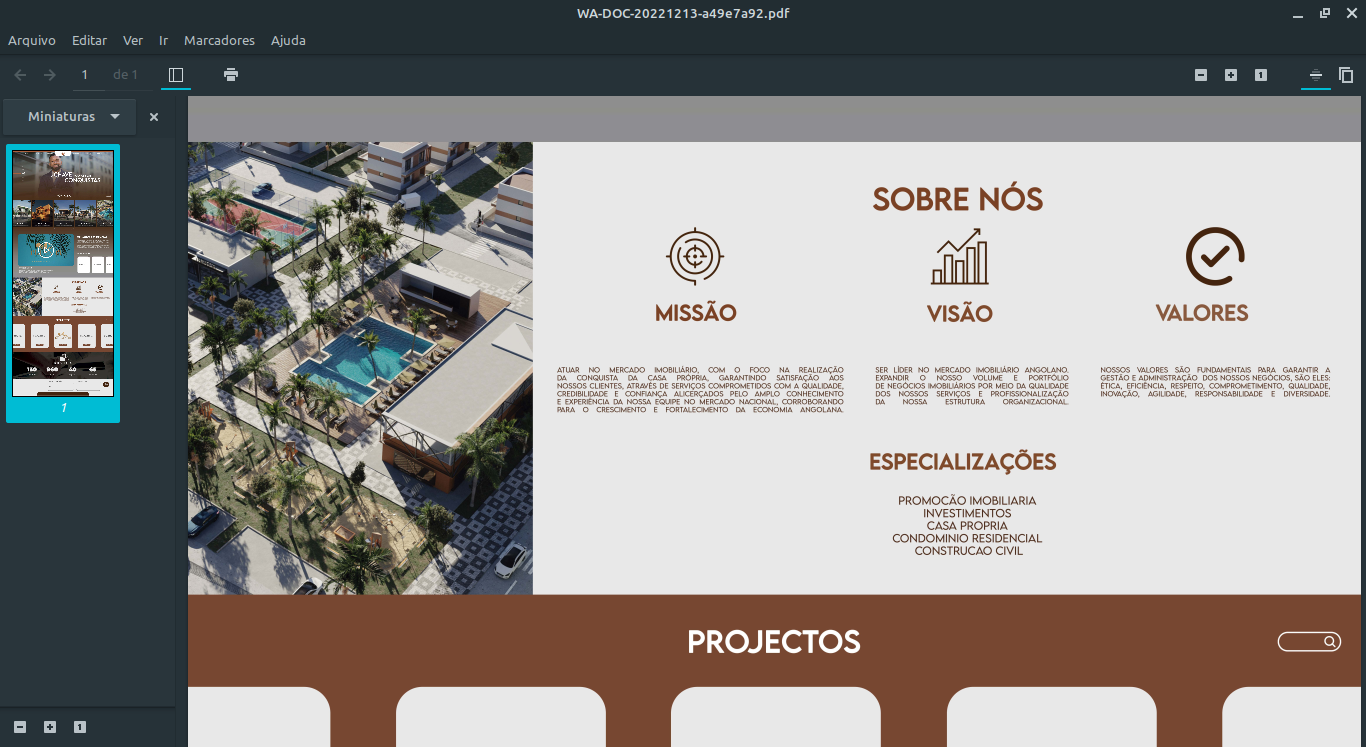 WA-DOC-20221213-a49e7a92.pdf
Arquivo Editar Ver Ir Marcadores Ajuda
1 de 1
1
Miniaturas
CHAVE
CONQUISTAS
1
1
SOBRE NÓS
MISSÃO
ATUAR NO MERCADO IMOBILIÁRIO, COM O FOCO NA REALIZAÇÃO
DA CONQUISTA DA CASA PRÓPRIA, GARANTINDO SATISFAÇÃO AOS
NOSSOS CLIENTES, ATRAVÉS DE SERVIÇOS COMPROMETIDOS COM A QUALIDADE,
CREDIBILIDADE E CONFIANÇA ALICERÇADOS PELO AMPLO CONHECIMENTO
E EXPERIÊNCIA DA NOSSA EQUIPE NO MERCADO NACIONAL, CORROBORANDO
PARA O CRESCIMENTO E FORTALECIMENTO DA ECONOMIA ANGOLANA.
VISÃO
SER LÍDER NO MERCADO IMOBILIÁRIO ANGOLANO.
EXPANDIR O NOSSO VOLUME E PORTFÓLIO
DE NEGÓCIOS IMOBILIÁRIOS POR MEIO DA QUALIDADE
DOS NOSSOS SERVIÇOS E PROFISSIONALIZAÇÃO
DA NOSSA ESTRUTURA ORGANIZACIONAL.
VALORES
NOSSOS VALORES SÃO FUNDAMENTAIS PARA GARANTIR A
GESTÃO E ADMINISTRAÇÃO DOS NOSSOS NEGÓCIOS, SÃO ELES:
ÉTICA, EFICIÊNCIA, RESPEITO, COMPROMETIMENTO, QUALIDADE,
INOVAÇÃO, AGILIDADE, RESPONSABILIDADE E DIVERSIDADE.
ESPECIALIZAÇÕES
PROMOCÃO IMOBILIARIA
INVESTIMENTOS
CASA PROPRIA
CONDOMINIO RESIDENCIAL
CONSTRUCAO CIVIL
PROJECTOS